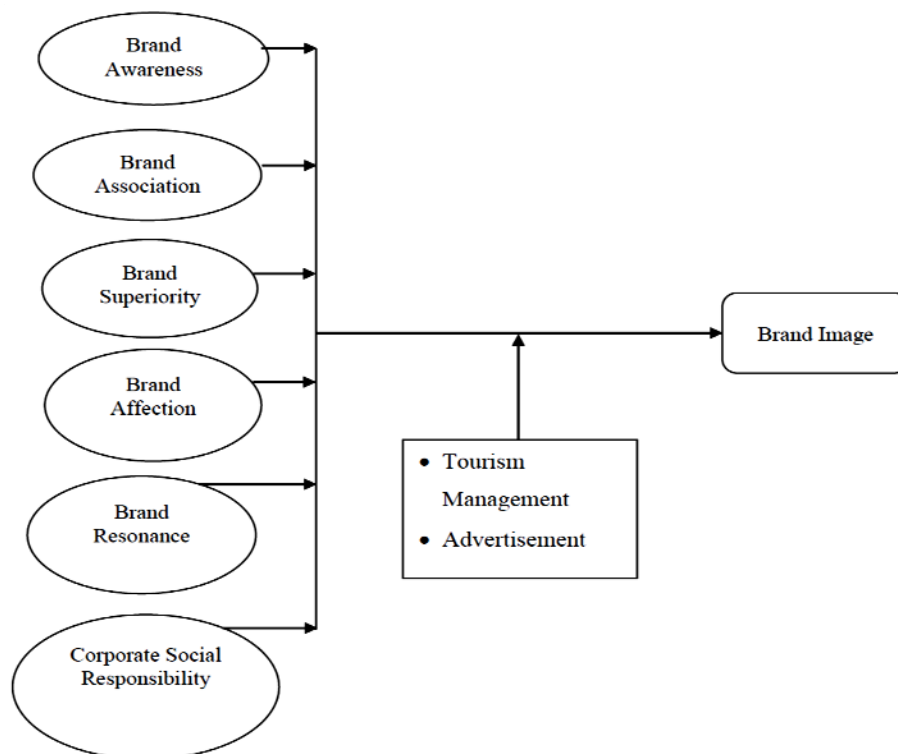 Brand
Awareness
Brand
Association
Brand
Superiority
Brand Image
Brand
Affection
• Tourism
Management
• Advertisement
Brand
Resonance
Corporate Social
Responsibility